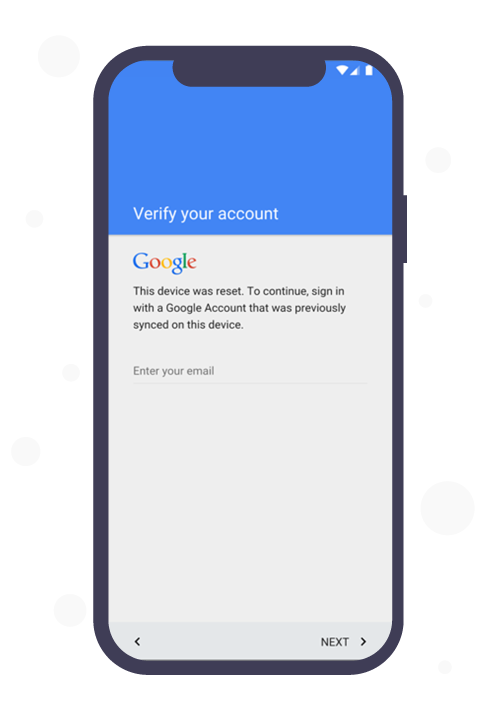 Verify your account
Google
This device was reset. To continue, sign in
with a Google Account that was previously
synced on this device.
Enter your email
NEXT